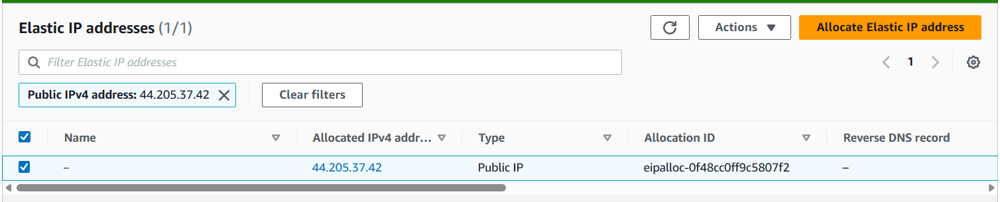 Elastic IP addresses (1/1)
Actions
Allocate Elastic IP address
Filter Elastic IP addresses
1
Public IPv4 address: 44.205.37.42
Clear filters
Name Allocated IPv4 addr... Type Allocation ID Reverse DNS record
– 44.205.37.42 Public IP eipalloc-0f48cc0ff9c5807f2 –